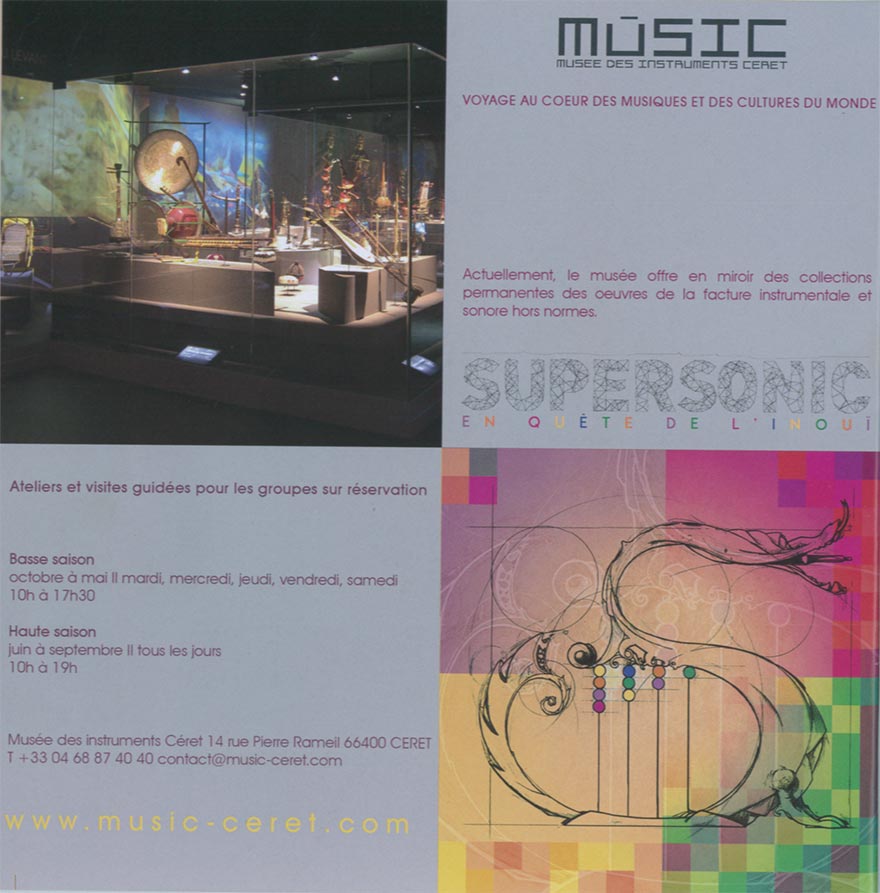 MŪSIC
MUSEE DES INSTRUMENTS CERET
VOYAGE AU COEUR DES MUSIQUES ET DES CULTURES DU MONDE
Actuellement, le musée offre en miroir des collections
permanentes des oeuvres de la facture instrumentale et
sonore hors normes.
SUPERSONIC
EN QUÊTE DE L'INOUÏ
Ateliers et visites guidées pour les groupes sur réservation
Basse saison
octobre à mai II mardi, mercredi, jeudi, vendredi, samedi
10h à 17h30
Haute saison
juin à septembre II tous les jours
10h à 19h
Musée des instruments Céret 14 rue Pierre Rameil 66400 CERET
T +33 04 68 87 40 40 contact@music-ceret.com
www.music-ceret.com